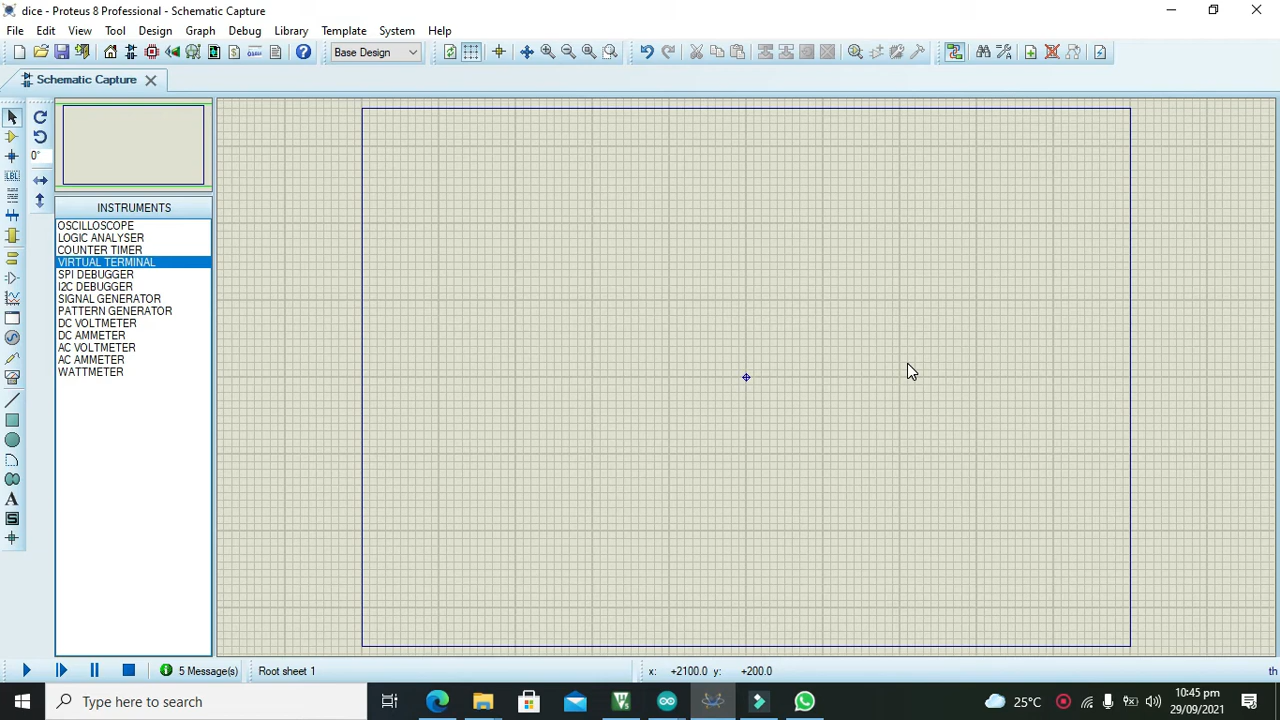 dice - Proteus 8 Professional - Schematic Capture
File Edit View Tool Design Graph Debug Library Template System Help
Base Design
Schematic Capture
0°
LBL
INSTRUMENTS
OSCILLOSCOPE
LOGIC ANALYSER
COUNTER TIMER
VIRTUAL TERMINAL
SPI DEBUGGER
I2C DEBUGGER
SIGNAL GENERATOR
PATTERN GENERATOR
DC VOLTMETER
DC AMMETER
AC VOLTMETER
AC AMMETER
WATTMETER
A
S
5 Message(s) Root sheet 1 x: +2100.0 y: +200.0 th
Type here to search
25°C
10:45 pm
29/09/2021